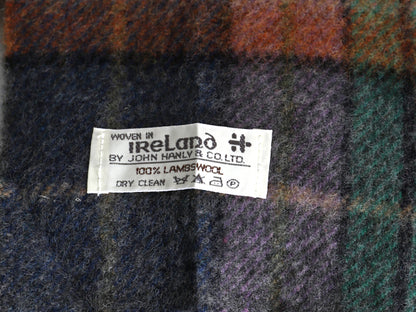 WOVEN IN
IReLand
BY JOHN HANLY & CO. LTD.
100% LAMBSWOOL
DRY CLEAN P